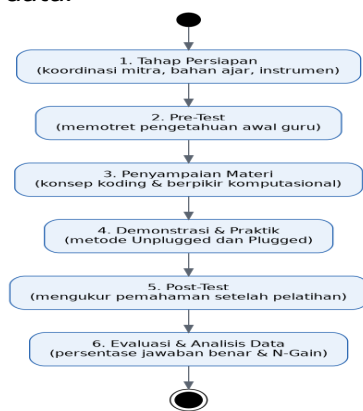 1. Tahap Persiapan
(koordinasi mitra, bahan ajar, instrumen)
2. Pre-Test
(memotret pengetahuan awal guru)
3. Penyampaian Materi
(konsep koding & berpikir komputasional)
4. Demonstrasi & Praktik
(metode Unplugged dan Plugged)
5. Post-Test
(mengukur pemahaman setelah pelatihan)
6. Evaluasi & Analisis Data
(persentase jawaban benar & N-Gain)